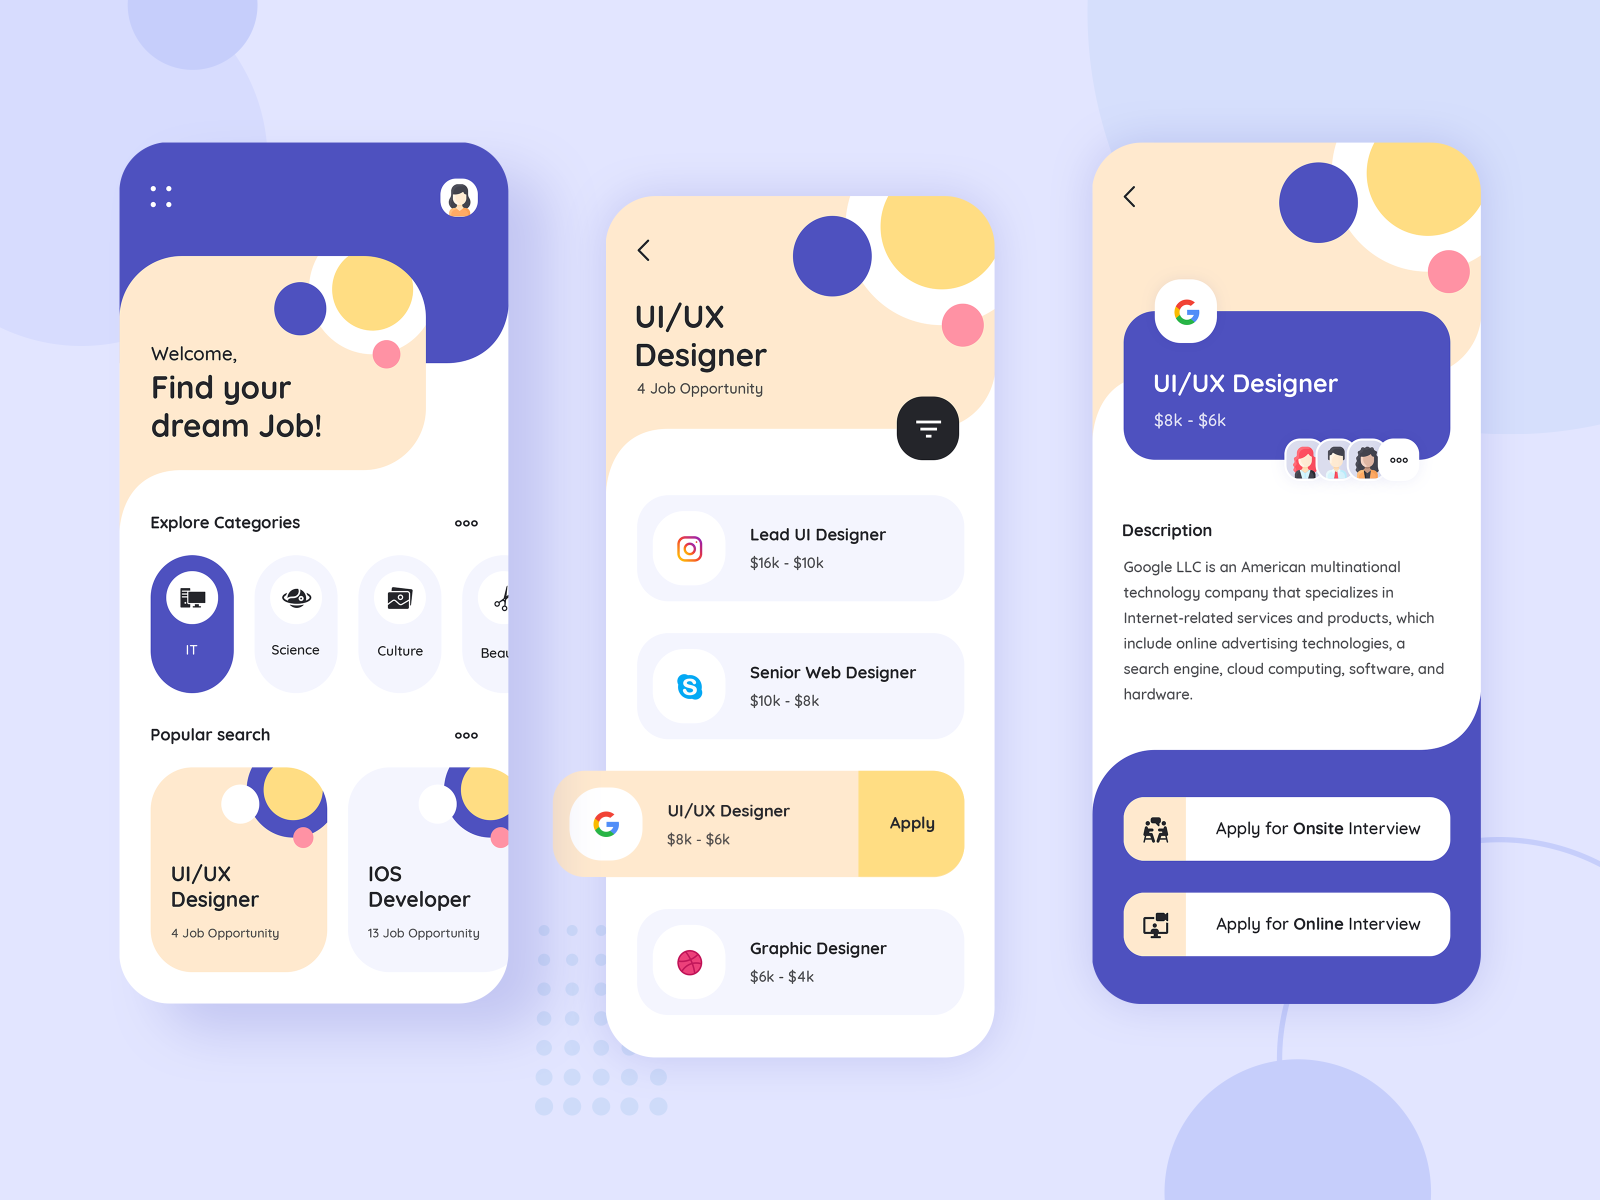 Welcome,
Find your
dream Job!
Explore Categories
IT
Science
Culture
Beau
Popular search
UI/UX
Designer
4 Job Opportunity
IOS
Developer
13 Job Opportunity
UI/UX
Designer
4 Job Opportunity
Lead UI Designer
$16k - $10k
Senior Web Designer
$10k - $8k
UI/UX Designer
$8k - $6k
Apply
Graphic Designer
$6k - $4k
UI/UX Designer
$8k - $6k
Description
Google LLC is an American multinational
technology company that specializes in
Internet-related services and products, which
include online advertising technologies, a
search engine, cloud computing, software, and
hardware.
Apply for Onsite Interview
Apply for Online Interview